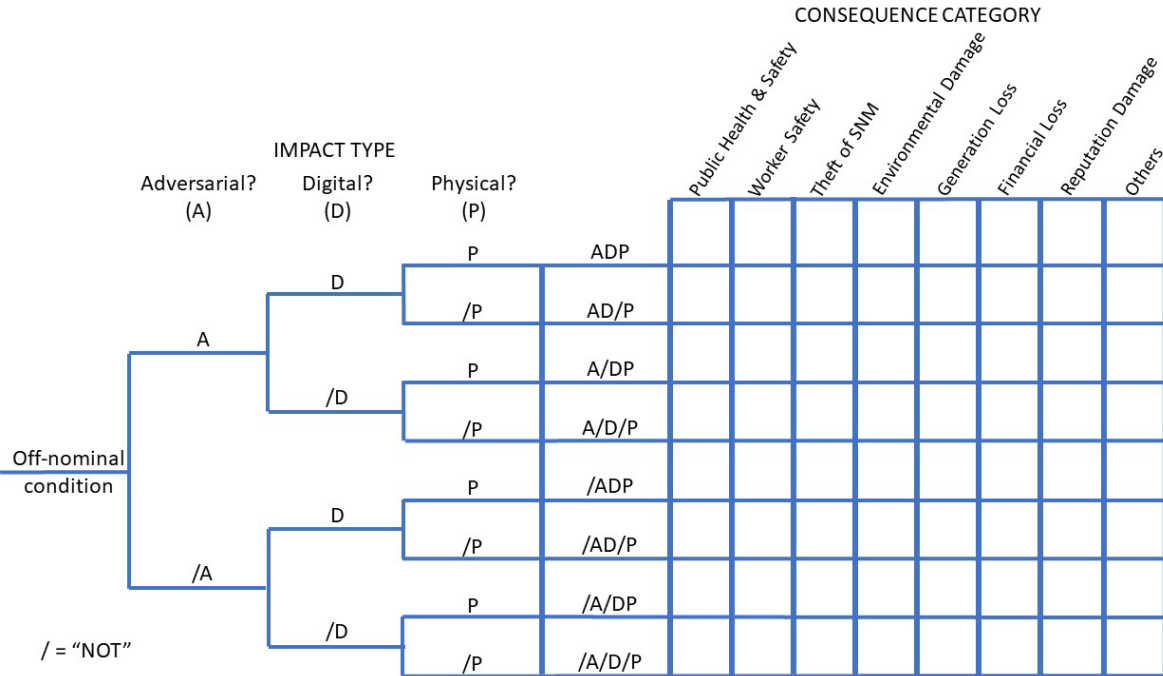 CONSEQUENCE CATEGORY
Public Health & Safety
Worker Safety
Theft of SNM
Environmental Damage
Generation Loss
Financial Loss
Reputation Damage
Others
IMPACT TYPE
Adversarial?
(A)
Digital?
(D)
Physical?
(P)
P
ADP
D
/P
AD/P
A
P
A/DP
/D
/P
A/D/P
Off-nominal
condition
P
/ADP
D
/P
/AD/P
/A
P
/A/DP
/D
/P
/A/D/P
/ = “NOT”